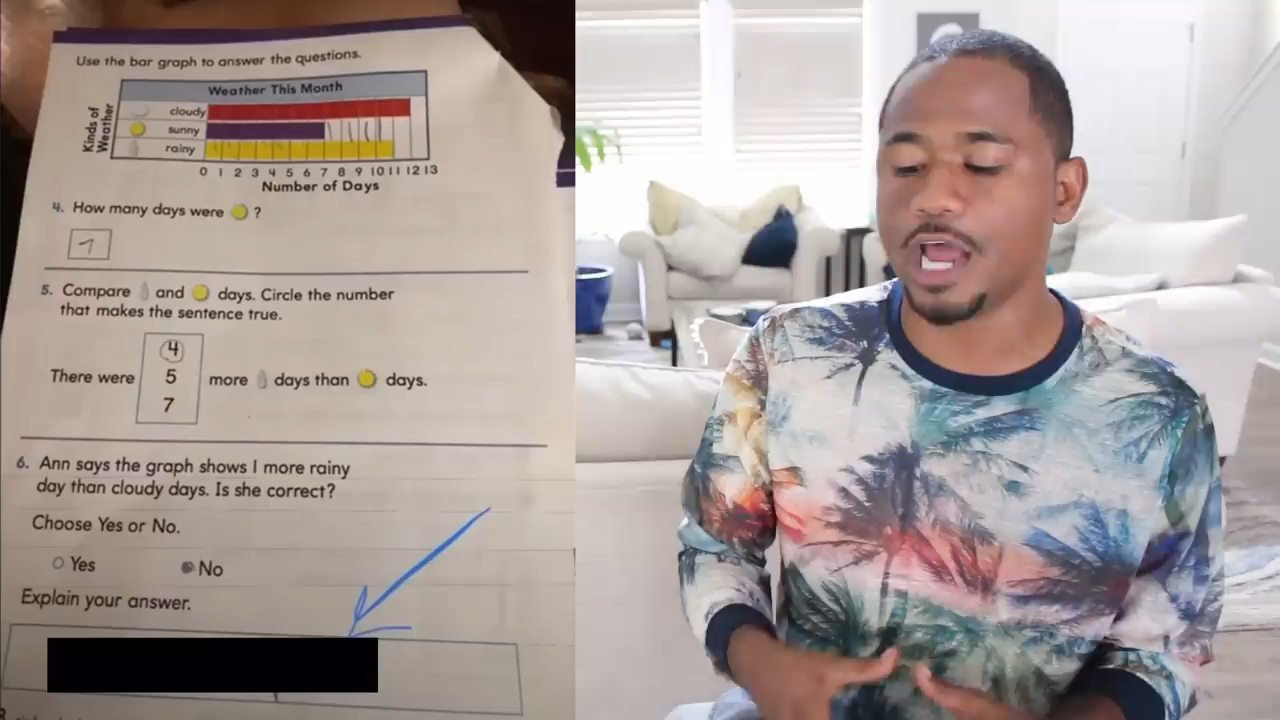 Use the bar graph to answer the questions.
Weather This Month
Kinds of
Weather
cloudy
sunny
rainy
0 1 2 3 4 5 6 7 8 9 10 11 12 13
Number of Days
4. How many days were ?
7
5. Compare and days. Circle the number
that makes the sentence true.
4
There were 5 more days than days.
7
6. Ann says the graph shows 1 more rainy
day than cloudy days. Is she correct?
Choose Yes or No.
Yes No
Explain your answer.